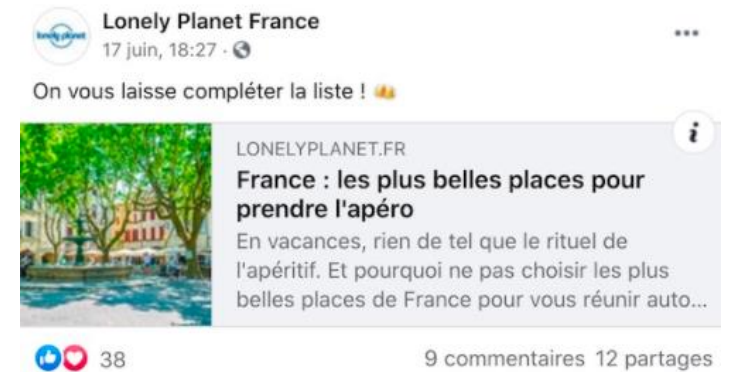 Lonely Planet France
17 juin, 18:27 ·
On vous laisse compléter la liste ! 🍻
lonely planet
LONELYPLANET.FR
France : les plus belles places pour
prendre l'apéro
En vacances, rien de tel que le rituel de
l'apéritif. Et pourquoi ne pas choisir les plus
belles places de France pour vous réunir auto...
38
9 commentaires 12 partages